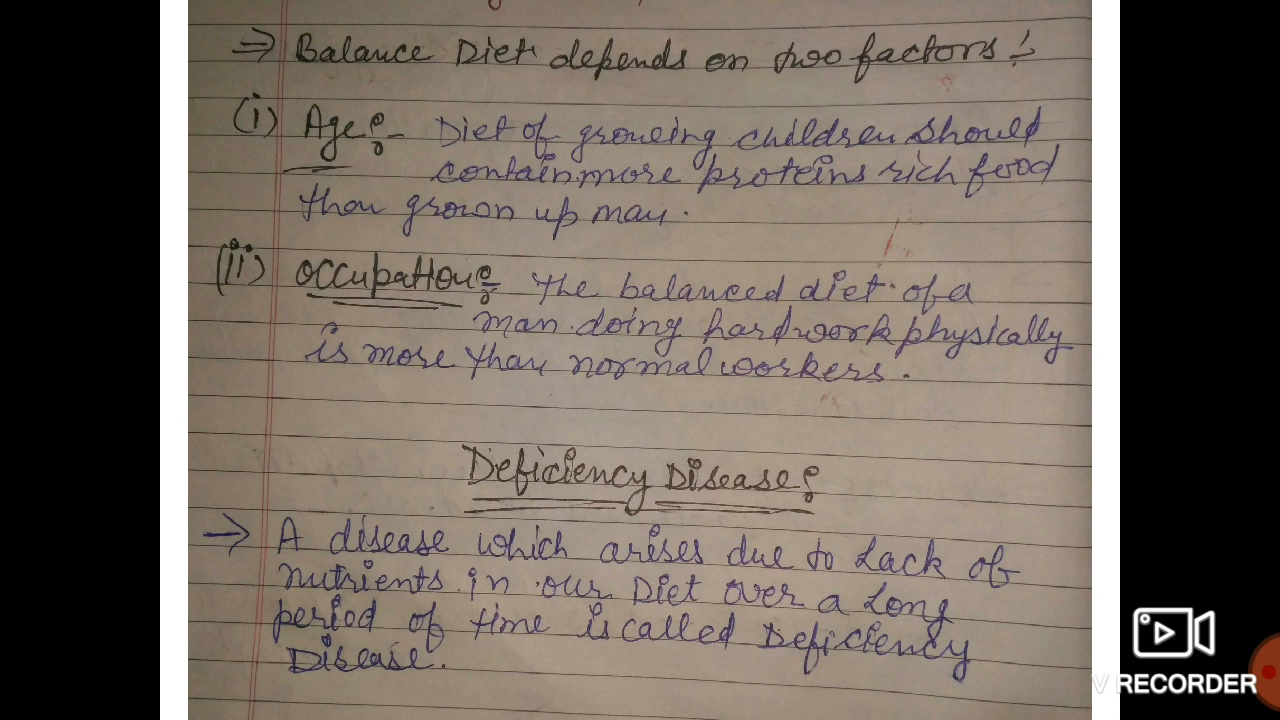 ⇒ Balance Diet depends on two factors :-
(i) Age :- Diet of groweing children should
contain more proteins rich food
than grown up man.
(ii) Occupation :- The balanced diet of a
man doing hardwork physically
is more than normal workers.
Deficiency Disease :
→ A disease which arises due to Lack of
nutrients in our Diet over a Long
period of time is called Deficiency
Disease.
V RECORDER